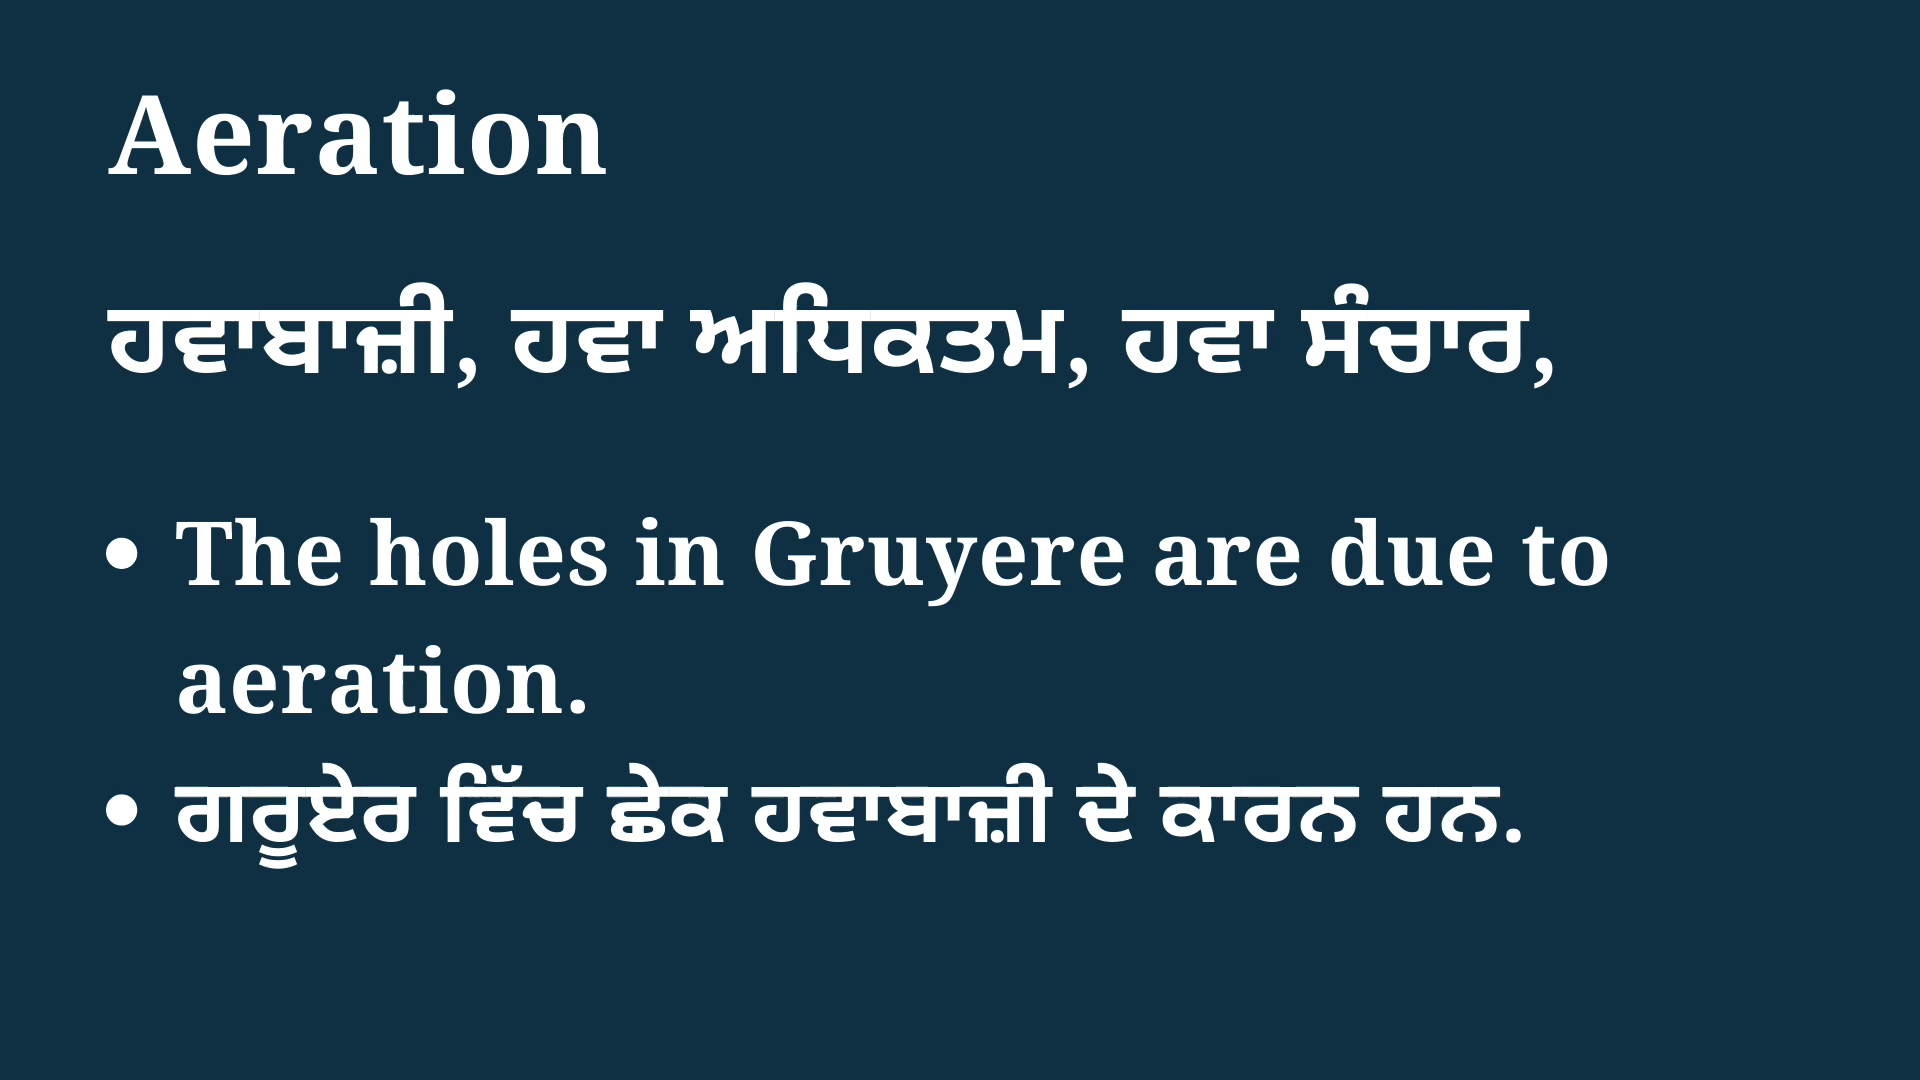 Aeration
ਹਵਾਬਾਜ਼ੀ, ਹਵਾ ਅਧਿਕਤਮ, ਹਵਾ ਸੰਚਾਰ,
• The holes in Gruyere are due to
aeration.
• ਗਰੂਏਰ ਵਿੱਚ ਛੇਕ ਹਵਾਬਾਜ਼ੀ ਦੇ ਕਾਰਨ ਹਨ.